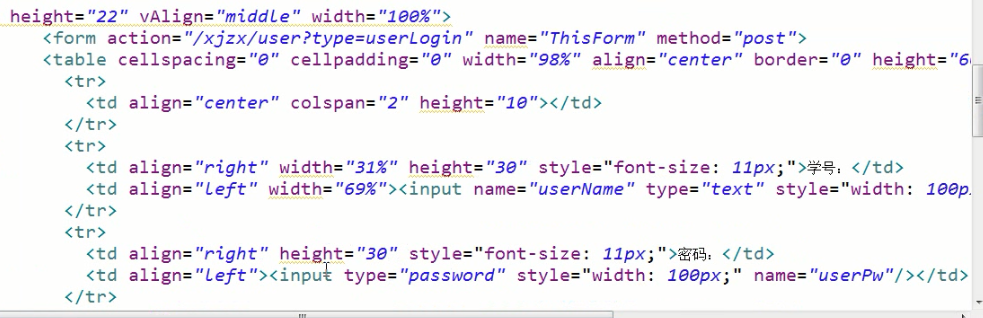 height="22" vAlign="middle" width="100%">
<form action="/xjzx/user?type=userLogin" name="ThisForm" method="post">
<table cellspacing="0" cellpadding="0" width="98%" align="center" border="0" height="6
<tr>
<td align="center" colspan="2" height="10"></td>
</tr>
<tr>
<td align="right" width="31%" height="30" style="font-size: 11px;">学号：</td>
<td align="left" width="69%"><input name="userName" type="text" style="width: 100p
</tr>
<tr>
<td align="right" height="30" style="font-size: 11px;">密码：</td>
<td align="left"><input type="password" style="width: 100px;" name="userPw"/></td>
</tr>